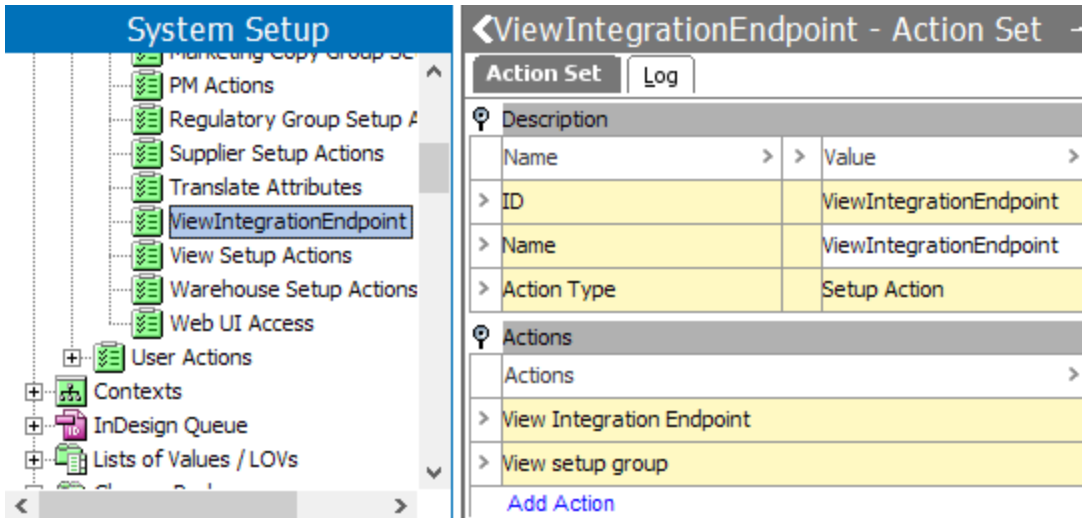 System Setup
PM Actions
Regulatory Group Setup A
Supplier Setup Actions
Translate Attributes
ViewIntegrationEndpoint
View Setup Actions
Warehouse Setup Actions
Web UI Access
User Actions
Contexts
InDesign Queue
Lists of Values / LOVs
ViewIntegrationEndpoint - Action Set
Action Set Log
Description
Name > > Value >
> ID ViewIntegrationEndpoint
> Name ViewIntegrationEndpoint
> Action Type Setup Action
Actions
Actions >
> View Integration Endpoint
> View setup group
Add Action